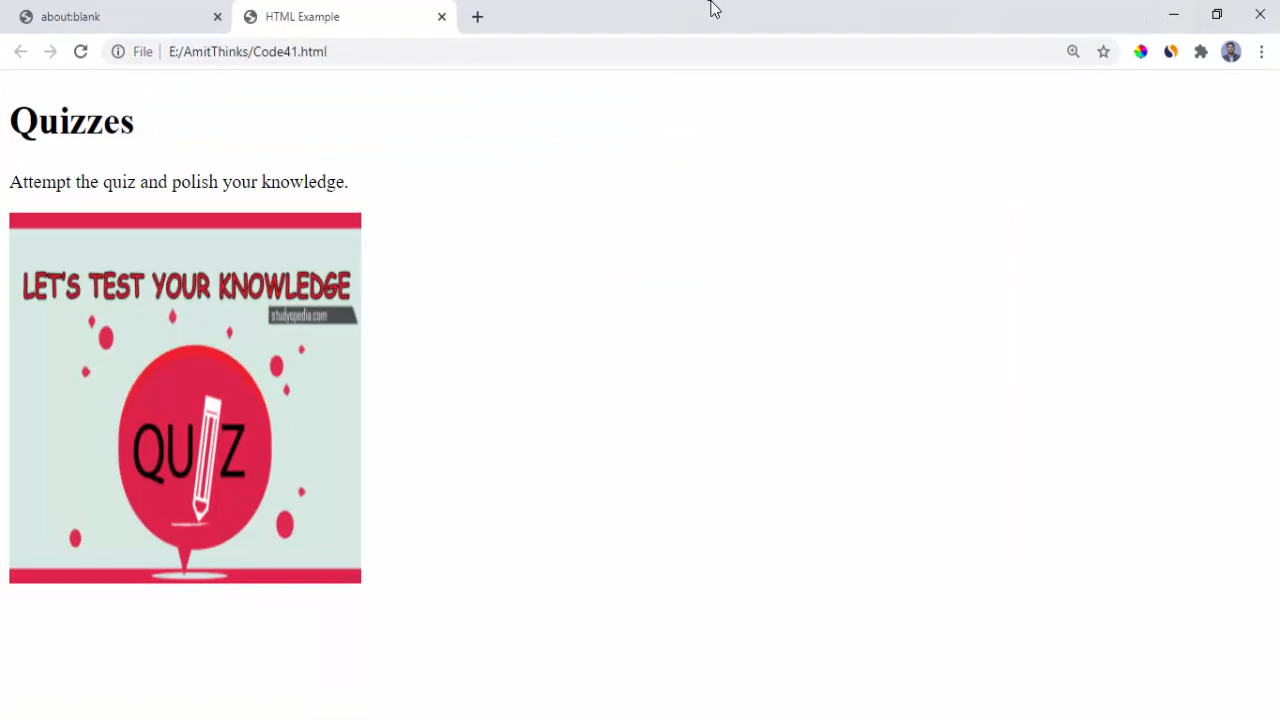 about:blank
HTML Example
File
E:/AmitThinks/Code41.html
Quizzes
Attempt the quiz and polish your knowledge.
LET'S TEST YOUR KNOWLEDGE
studyopedia.com
QUIZ